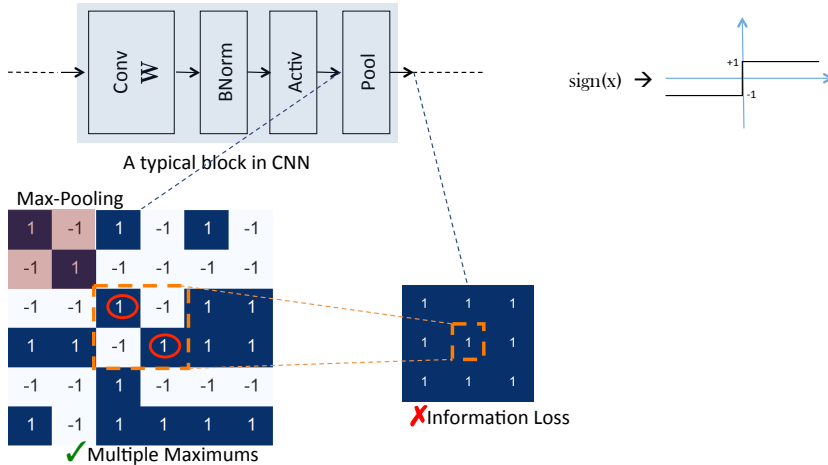 Conv W
BNorm
Activ
Pool
A typical block in CNN
sign(x) →
+1
-1
Max-Pooling
1 -1 1 -1 1 -1
-1 1 -1 -1 -1 -1
-1 -1 1 -1 1 1
1 1 -1 1 1 1
-1 -1 1 -1 -1 -1
1 -1 1 1 1 1
✓Multiple Maximums
1 1 1
1 1 1
1 1 1
✗Information Loss